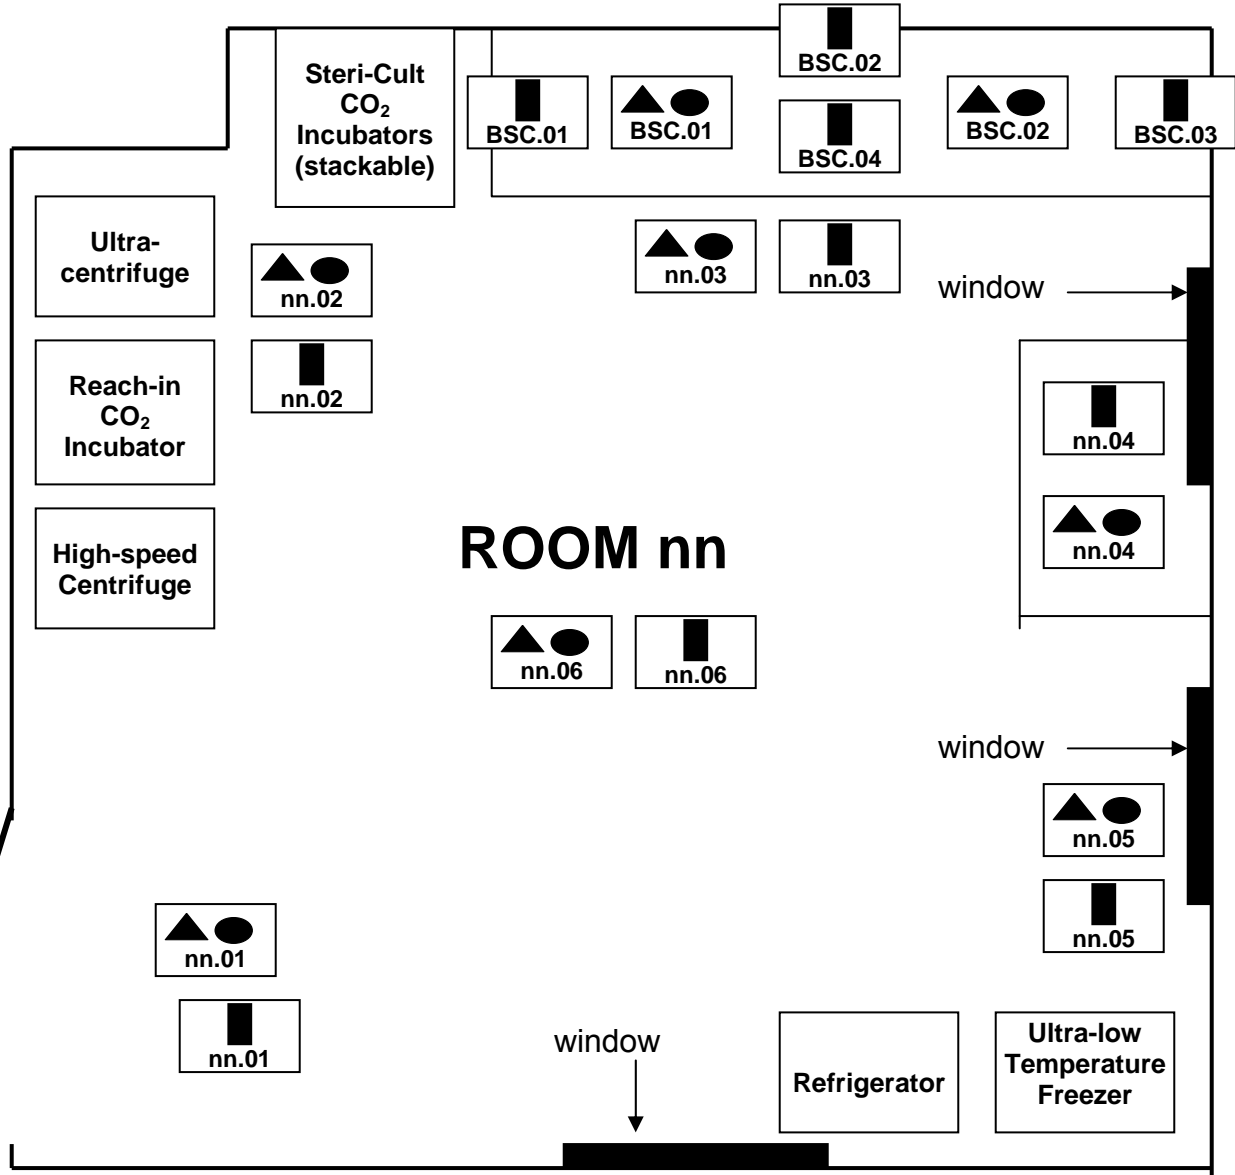 BSC.02
Steri-Cult
CO₂
Incubators
(stackable)
BSC.01
BSC.01
BSC.04
BSC.02
BSC.03
Ultra-
centrifuge
nn.02
nn.03
nn.03
window
Reach-in
CO₂
Incubator
nn.02
nn.04
High-speed
Centrifuge
ROOM nn
nn.04
nn.06
nn.06
window
nn.05
nn.01
nn.05
nn.01
window
Refrigerator
Ultra-low
Temperature
Freezer